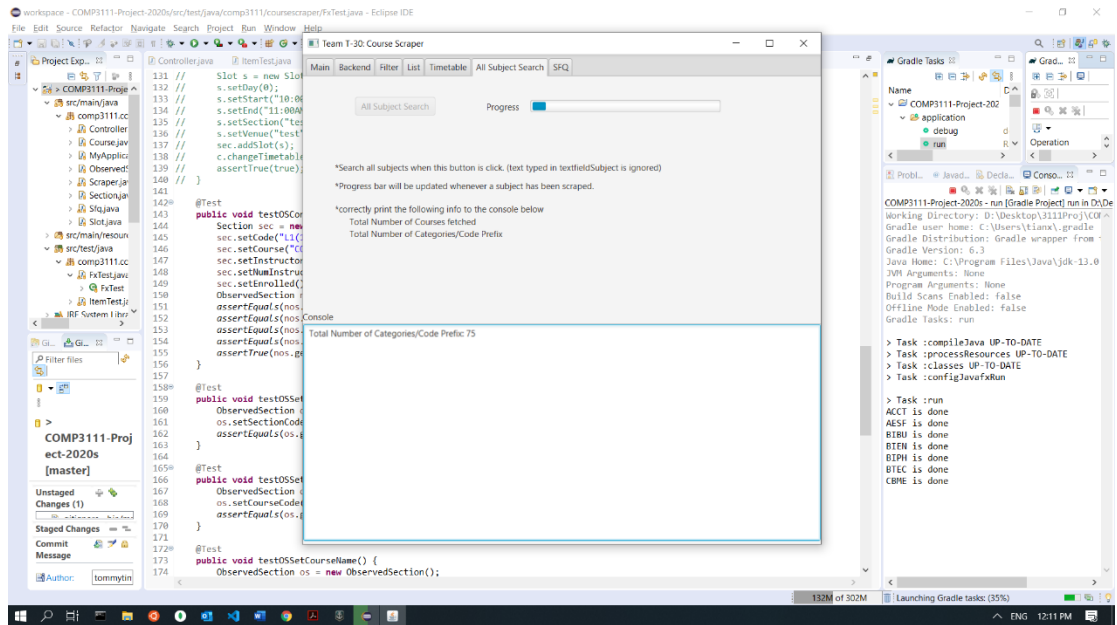 workspace - COMP3111-Project-2020s/src/test/java/comp3111/coursescraper/FxTest.java - Eclipse IDE
File Edit Source Refactor Navigate Search Project Run Window Help
Project Exp...
Controller.java ItemTest.java
> COMP3111-Proje
src/main/java
comp3111.cc
Controller
Course.jav
MyApplica
ObservedS
Scraper.ja
Section.jav
Sfq.java
Slot.java
src/main/resourc
src/test/java
comp3111.cc
FxTest.java
FxTest
ItemTest.ja
JRE System Libra
131 // Slot s = new Slot
132 // s.setDay(0);
133 // s.setStart("10:00
134 // s.setEnd("11:00AM
135 // s.setSection("tes
136 // s.setVenue("test"
137 // sec.addSlot(s);
138 // c.changeTimetable
139 // assertTrue(true);
140 // }
141
142 @Test
143 public void testOSCon
144 Section sec = new
145 sec.setCode("L1(1
146 sec.setCourse("CO
147 sec.setInstructor
148 sec.setNumInstruc
149 sec.setEnrolled()
150 ObservedSection n
151 assertEquals(nos.
152 assertEquals(nos.
153 assertEquals(nos.
154 assertEquals(nos.
155 assertTrue(nos.ge
156 }
157
158 @Test
159 public void testOSSet
160 ObservedSection o
161 os.setSectionCode
162 assertEquals(os.g
163 }
164
165 @Test
166 public void testOSSet
167 ObservedSection o
168 os.setCourseCode(
169 assertEquals(os.g
170 }
171
172 @Test
173 public void testOSSetCourseName() {
174 ObservedSection os = new ObservedSection();
Gi... Gi...
Filter files
>
COMP3111-Proj
ect-2020s
[master]
Unstaged
Changes (1)
Staged Changes
Commit
Message
Author: tommytin
Team T-30: Course Scraper
Main Backend Filter List Timetable All Subject Search SFQ
All Subject Search Progress
*Search all subjects when this button is click. (text typed in textfieldSubject is ignored)
*Progress bar will be updated whenever a subject has been scraped.
*correctly print the following info to the console below
Total Number of Courses fetched
Total Number of Categories/Code Prefix
Console
Total Number of Categories/Code Prefix: 75
Gradle Tasks
Name
COMP3111-Project-202
application
debug
run
Grad...
Operation
Probl... Javad... Decla... Conso...
COMP3111-Project-2020s - run [Gradle Project] run in D:\De
Working Directory: D:\Desktop\3111Proj\COM
Gradle user home: C:\Users\tianx\.gradle
Gradle Distribution: Gradle wrapper from
Gradle Version: 6.3
Java Home: C:\Program Files\Java\jdk-13.0
JVM Arguments: None
Program Arguments: None
Build Scans Enabled: false
Offline Mode Enabled: false
Gradle Tasks: run
> Task :compileJava UP-TO-DATE
> Task :processResources UP-TO-DATE
> Task :classes UP-TO-DATE
> Task :configJavafxRun
> Task :run
ACCT is done
AESF is done
BIBU is done
BIEN is done
BIPH is done
BTEC is done
CBME is done
132M of 302M
Launching Gradle tasks: (35%)
ENG 12:11 PM